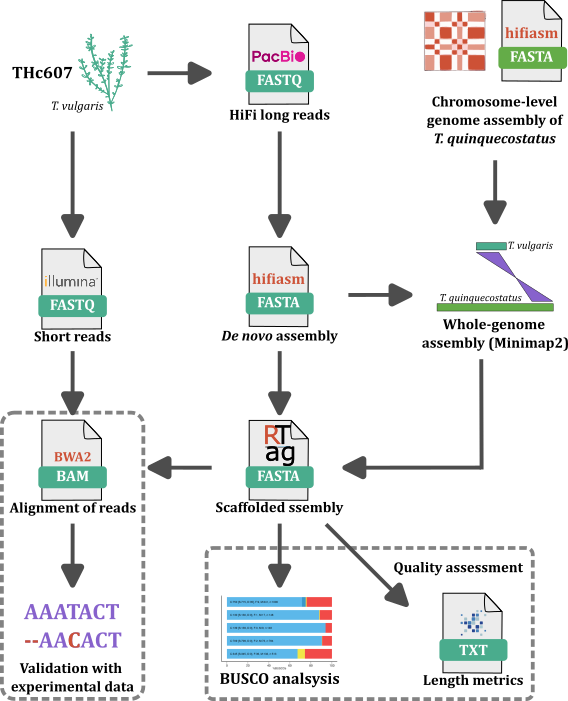 THc607
T. vulgaris
PacBio
FASTQ
HiFi long reads
hifiasm
FASTA
Chromosome-level
genome assembly of
T. quinquecostatus
illumina
FASTQ
Short reads
hifiasm
FASTA
De novo assembly
T. vulgaris
T. quinquecostatus
Whole-genome
assembly (Minimap2)
BWA2
BAM
Alignment of reads
RT
ag
FASTA
Scaffolded ssembly
AAATACT
--AACACT
Validation with
experimental data
Quality assessment
BUSCO analsysis
TXT
Length metrics